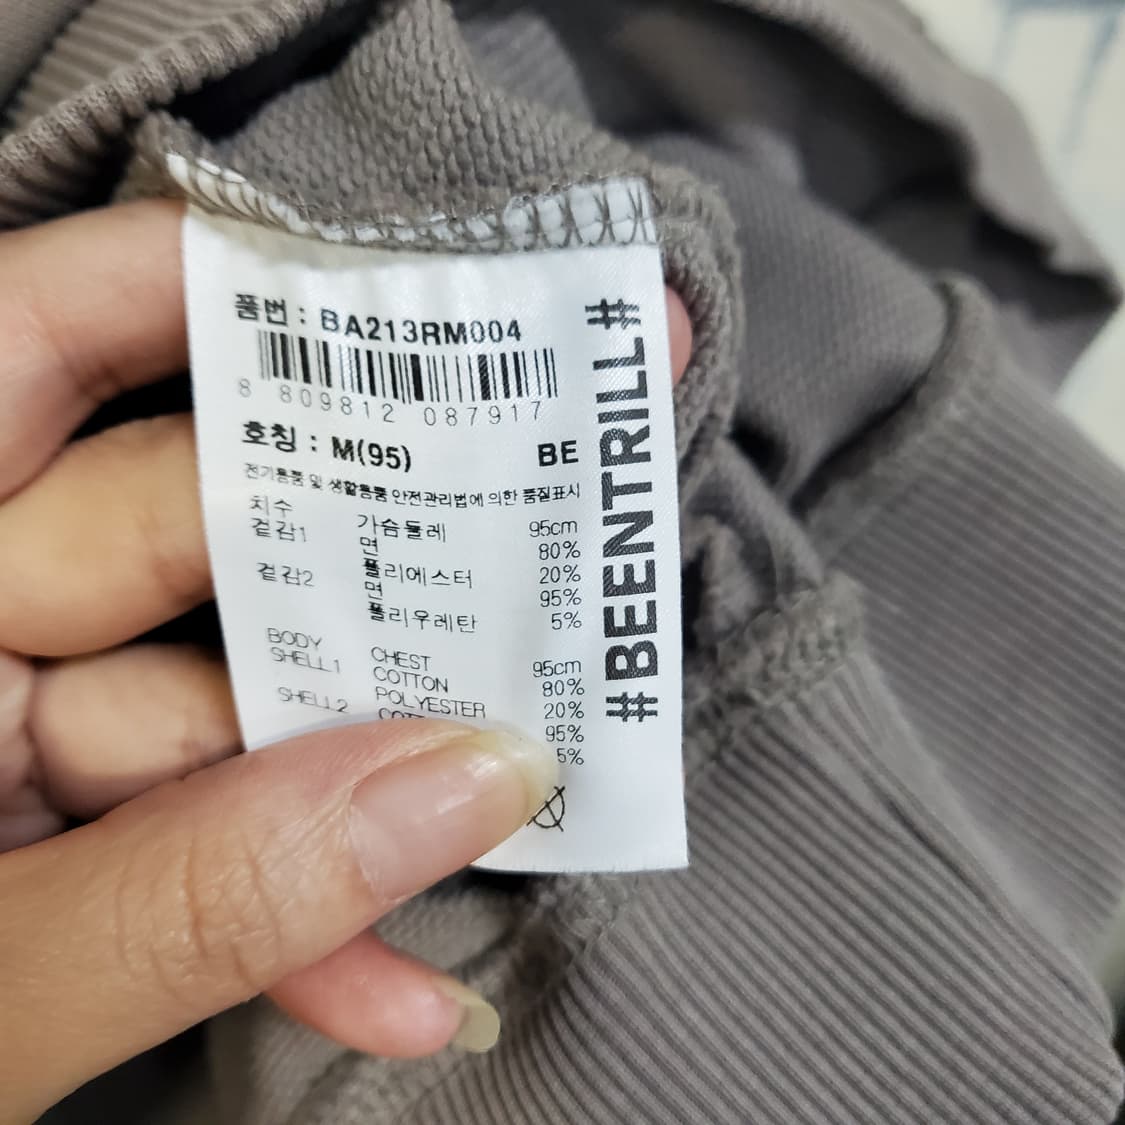 품번 : BA213RM004
8 809812 087917
호칭 : M(95) BE
전기용품 및 생활용품 안전관리법에 의한 품질표시
치수 가슴둘레 95cm
겉감1 면 80%
폴리에스터 20%
겉감2 면 95%
폴리우레탄 5%
BODY CHEST 95cm
SHELL1 COTTON 80%
POLYESTER 20%
SHELL2 95%
5%
#BEENTRILL#